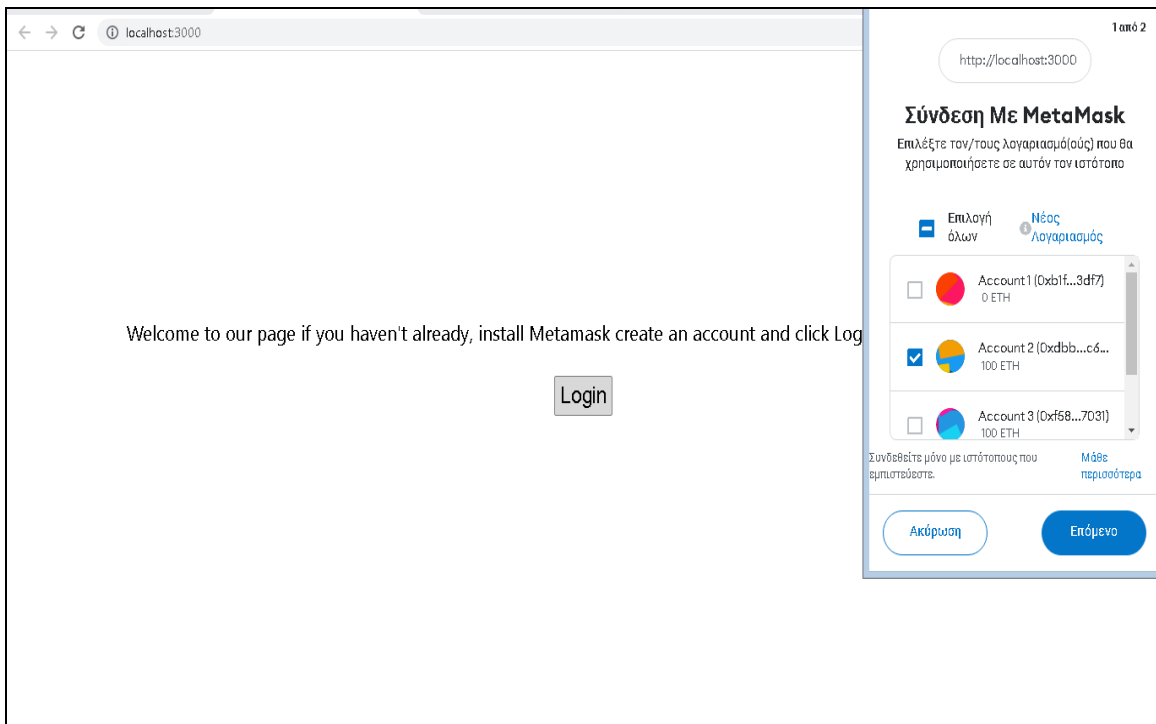 localhost:3000
1 από 2
http://localhost:3000
Σύνδεση Με MetaMask
Επιλέξτε τον/τους λογαριασμό(ούς) που θα
χρησιμοποιήσετε σε αυτόν τον ιστότοπο
Επιλογή
όλων
Νέος
Λογαριασμός
Account 1 (0xb1f...3df7)
0 ETH
Account 2 (0xdbb...c6...
100 ETH
Account 3 (0xf58...7031)
100 ETH
Συνδεθείτε μόνο με ιστότοπους που
εμπιστεύεστε.
Μάθε
περισσότερα
Ακύρωση
Επόμενο
Welcome to our page if you haven't already, install Metamask create an account and click Log
Login